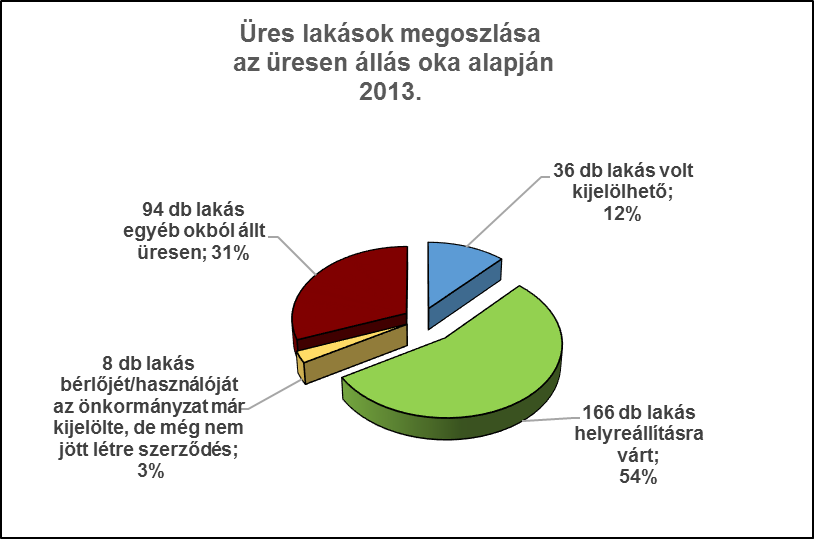 Üres lakások megoszlása
az üresen állás oka alapján
2013.
36 db lakás volt
kijelölhető;
12%
94 db lakás
egyéb okból állt
üresen; 31%
8 db lakás
bérlőjét/használóját
az önkormányzat már
kijelölte, de még nem
jött létre szerződés;
3%
166 db lakás
helyreállításra
várt;
54%